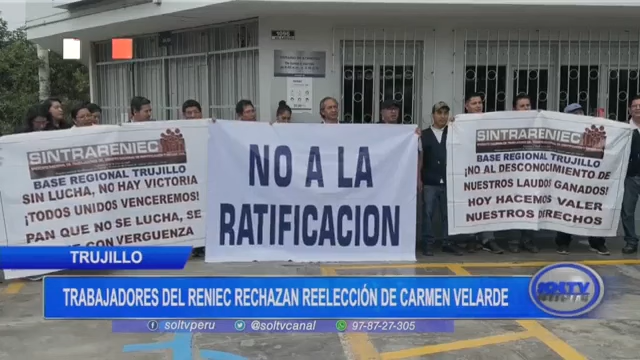 SINTRARENIEC
BASE REGIONAL TRUJILLO
SIN LUCHA, NO HAY VICTORIA
¡TODOS UNIDOS VENCEREMOS!
PAN QUE NO SE LUCHA, SE
CON VERGUENZA
NO A LA
RATIFICACION
SINTRARENIEC
BASE REGIONAL TRUJILLO
¡NO AL DESCONOCIMIENTO DE
NUESTROS LAUDOS GANADOS!
HOY HACEMOS VALER
NUESTROS DERECHOS
TRUJILLO
TRABAJADORES DEL RENIEC RECHAZAN REELECCIÓN DE CARMEN VELARDE
SOLTV
soltvperu @soltvcanal 97-87-27-305